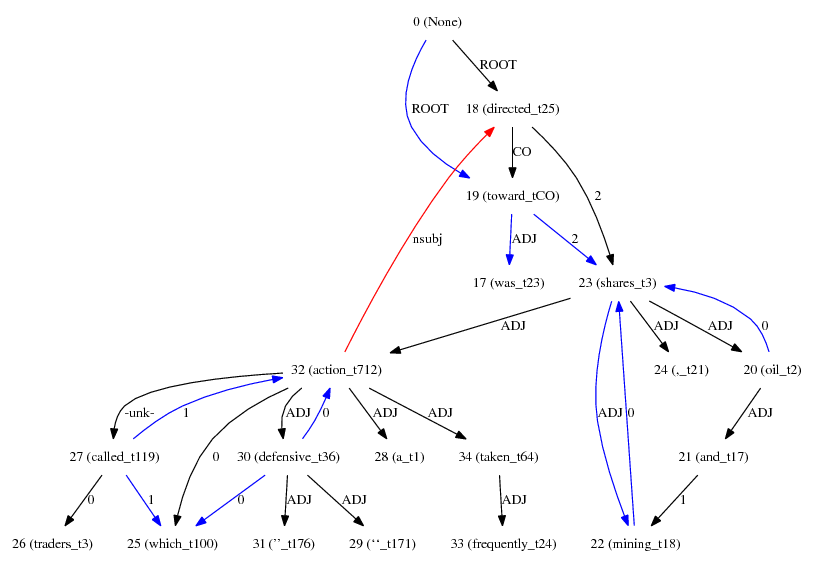 0 (None)
ROOT
ROOT
18 (directed_t25)
CO
2
19 (toward_tCO)
nsubj
ADJ
2
17 (was_t23)
23 (shares_t3)
ADJ
ADJ
ADJ
0
32 (action_t712)
24 (,_t21)
20 (oil_t2)
-unk-
1
0
ADJ
0
ADJ
ADJ
ADJ
0
ADJ
27 (called_t119)
30 (defensive_t36)
28 (a_t1)
34 (taken_t64)
21 (and_t17)
0
1
0
ADJ
ADJ
ADJ
1
26 (traders_t3)
25 (which_t100)
31 (''_t176)
29 (‘‘_t171)
33 (frequently_t24)
22 (mining_t18)